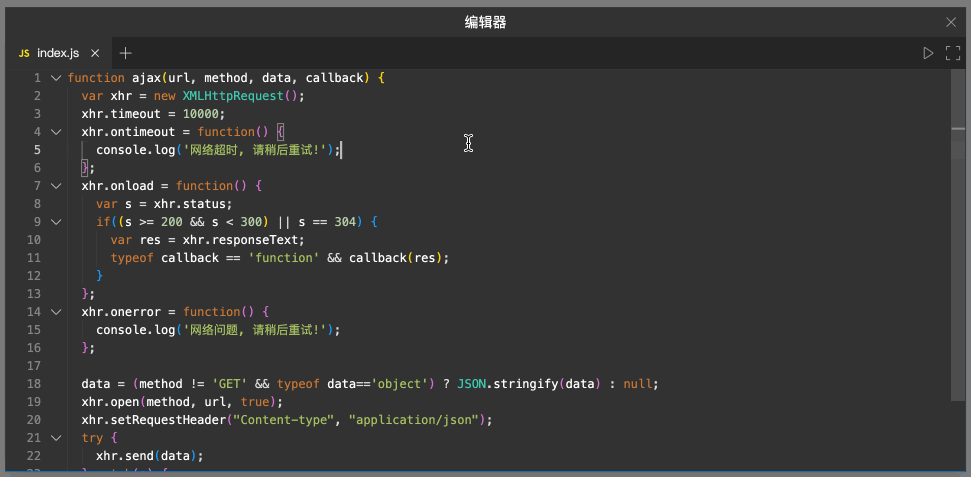 编辑器
JS index.js
1 function ajax(url, method, data, callback) {
2 var xhr = new XMLHttpRequest();
3 xhr.timeout = 10000;
4 xhr.ontimeout = function() {
5 console.log('网络超时, 请稍后重试!');
6 };
7 xhr.onload = function() {
8 var s = xhr.status;
9 if((s >= 200 && s < 300) || s == 304) {
10 var res = xhr.responseText;
11 typeof callback == 'function' && callback(res);
12 }
13 };
14 xhr.onerror = function() {
15 console.log('网络问题, 请稍后重试!');
16 };
17
18 data = (method != 'GET' && typeof data=='object') ? JSON.stringify(data) : null;
19 xhr.open(method, url, true);
20 xhr.setRequestHeader("Content-type", "application/json");
21 try {
22 xhr.send(data);